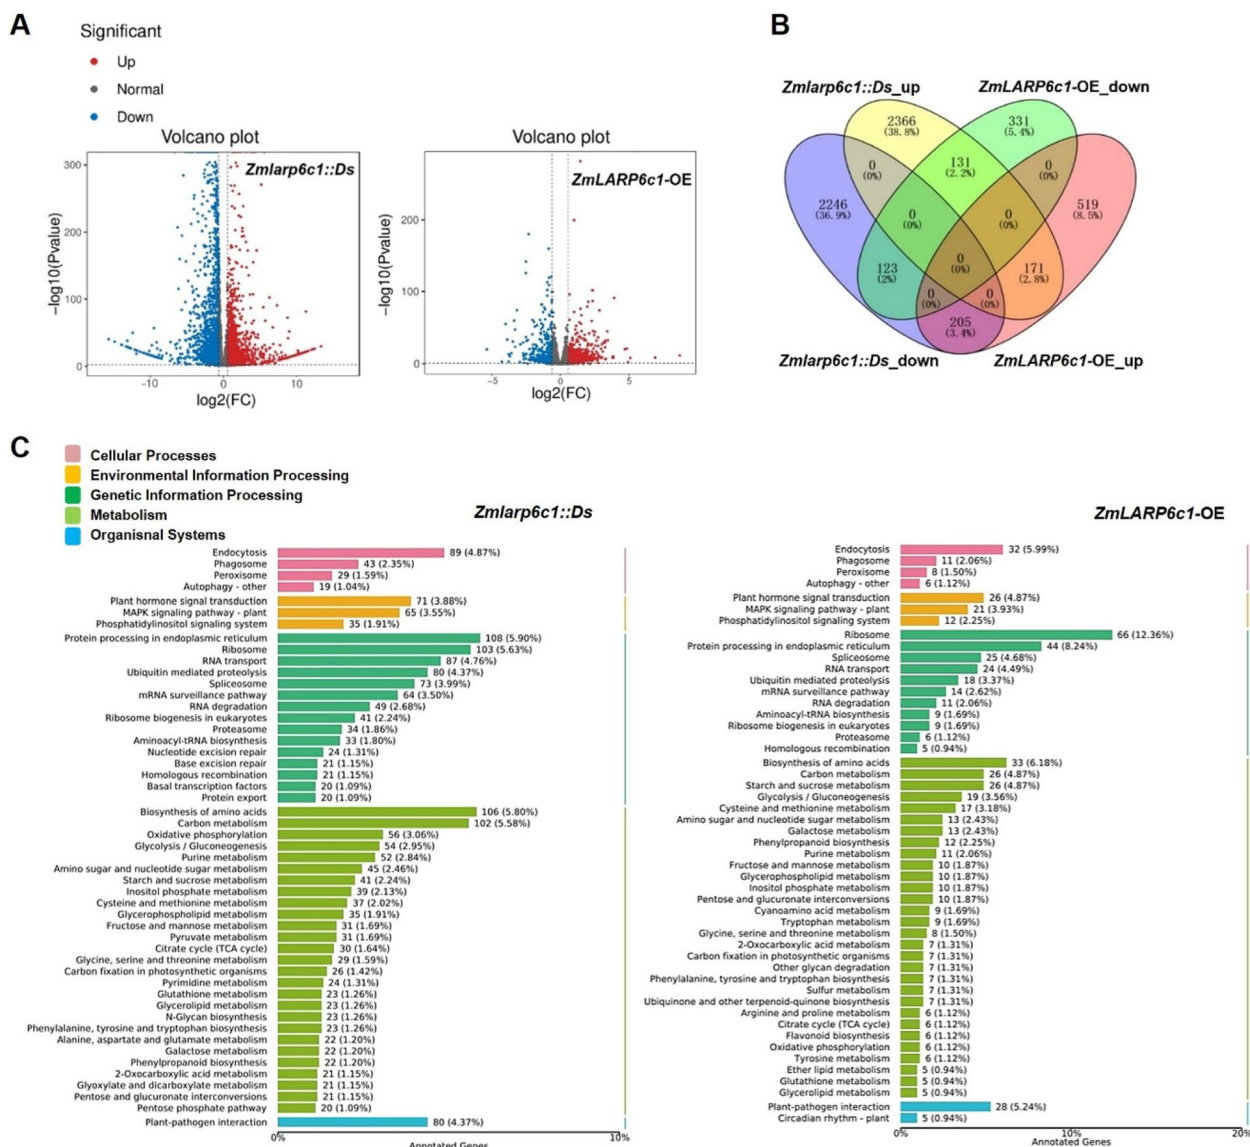 A
Significant
Up
Normal
Down
Volcano plot
Zmlarp6c1::Ds
300
200
100
0
-10
0
10
−log10(Pvalue)
log2(FC)
Volcano plot
ZmLARP6c1-OE
200
100
0
−5
0
5
−log10(Pvalue)
log2(FC)
B
Zmlarp6c1::Ds_up
ZmLARP6c1-OE_down
2366
(38.8%)
331
(5.4%)
0
(0%)
131
(2.2%)
0
(0%)
2246
(36.9%)
0
(0%)
0
(0%)
519
(8.5%)
123
(2%)
0
(0%)
171
(2.8%)
0
(0%)
0
(0%)
205
(3.4%)
Zmlarp6c1::Ds_down
ZmLARP6c1-OE_up
C
Cellular Processes
Environmental Information Processing
Genetic Information Processing
Metabolism
Organisnal Systems
Zmlarp6c1::Ds
Endocytosis 89 (4.87%)
Phagosome 43 (2.35%)
Peroxisome 29 (1.59%)
Autophagy - other 19 (1.04%)
Plant hormone signal transduction 71 (3.88%)
MAPK signaling pathway - plant 65 (3.55%)
Phosphatidylinositol signaling system 35 (1.91%)
Protein processing in endoplasmic reticulum 108 (5.90%)
Ribosome 103 (5.63%)
RNA transport 87 (4.76%)
Ubiquitin mediated proteolysis 80 (4.37%)
Spliceosome 73 (3.99%)
mRNA surveillance pathway 64 (3.50%)
RNA degradation 49 (2.68%)
Ribosome biogenesis in eukaryotes 41 (2.24%)
Proteasome 34 (1.86%)
Aminoacyl-tRNA biosynthesis 33 (1.80%)
Nucleotide excision repair 24 (1.31%)
Base excision repair 21 (1.15%)
Homologous recombination 21 (1.15%)
Basal transcription factors 20 (1.09%)
Protein export 20 (1.09%)
Biosynthesis of amino acids 106 (5.80%)
Carbon metabolism 102 (5.58%)
Oxidative phosphorylation 56 (3.06%)
Glycolysis / Gluconeogenesis 54 (2.95%)
Purine metabolism 52 (2.84%)
Amino sugar and nucleotide sugar metabolism 45 (2.46%)
Starch and sucrose metabolism 41 (2.24%)
Inositol phosphate metabolism 39 (2.13%)
Cysteine and methionine metabolism 37 (2.02%)
Glycerophospholipid metabolism 35 (1.91%)
Fructose and mannose metabolism 31 (1.69%)
Pyruvate metabolism 31 (1.69%)
Citrate cycle (TCA cycle) 30 (1.64%)
Glycine, serine and threonine metabolism 29 (1.59%)
Carbon fixation in photosynthetic organisms 26 (1.42%)
Pyrimidine metabolism 24 (1.31%)
Glutathione metabolism 23 (1.26%)
Glycerolipid metabolism 23 (1.26%)
N-Glycan biosynthesis 23 (1.26%)
Phenylalanine, tyrosine and tryptophan biosynthesis 23 (1.26%)
Alanine, aspartate and glutamate metabolism 22 (1.20%)
Galactose metabolism 22 (1.20%)
Phenylpropanoid biosynthesis 22 (1.20%)
2-Oxocarboxylic acid metabolism 21 (1.15%)
Glyoxylate and dicarboxylate metabolism 21 (1.15%)
Pentose and glucuronate interconversions 21 (1.15%)
Pentose phosphate pathway 20 (1.09%)
Plant-pathogen interaction 80 (4.37%)
0%
10%
Annotated Genes
ZmLARP6c1-OE
Endocytosis 32 (5.99%)
Phagosome 11 (2.06%)
Peroxisome 8 (1.50%)
Autophagy - other 6 (1.12%)
Plant hormone signal transduction 26 (4.87%)
MAPK signaling pathway - plant 21 (3.93%)
Phosphatidylinositol signaling system 12 (2.25%)
Ribosome 66 (12.36%)
Protein processing in endoplasmic reticulum 44 (8.24%)
Spliceosome 25 (4.68%)
RNA transport 24 (4.49%)
Ubiquitin mediated proteolysis 18 (3.37%)
mRNA surveillance pathway 14 (2.62%)
RNA degradation 11 (2.06%)
Aminoacyl-tRNA biosynthesis 9 (1.69%)
Ribosome biogenesis in eukaryotes 9 (1.69%)
Proteasome 6 (1.12%)
Homologous recombination 5 (0.94%)
Biosynthesis of amino acids 33 (6.18%)
Carbon metabolism 26 (4.87%)
Starch and sucrose metabolism 26 (4.87%)
Glycolysis / Gluconeogenesis 19 (3.56%)
Cysteine and methionine metabolism 17 (3.18%)
Amino sugar and nucleotide sugar metabolism 13 (2.43%)
Galactose metabolism 13 (2.43%)
Phenylpropanoid biosynthesis 12 (2.25%)
Purine metabolism 11 (2.06%)
Fructose and mannose metabolism 10 (1.87%)
Glycerophospholipid metabolism 10 (1.87%)
Inositol phosphate metabolism 10 (1.87%)
Pentose and glucuronate interconversions 10 (1.87%)
Cyanoamino acid metabolism 9 (1.69%)
Tryptophan metabolism 9 (1.69%)
Glycine, serine and threonine metabolism 8 (1.50%)
2-Oxocarboxylic acid metabolism 7 (1.31%)
Carbon fixation in photosynthetic organisms 7 (1.31%)
Other glycan degradation 7 (1.31%)
Phenylalanine, tyrosine and tryptophan biosynthesis 7 (1.31%)
Sulfur metabolism 7 (1.31%)
Ubiquinone and other terpenoid-quinone biosynthesis 7 (1.31%)
Arginine and proline metabolism 6 (1.12%)
Citrate cycle (TCA cycle) 6 (1.12%)
Flavonoid biosynthesis 6 (1.12%)
Oxidative phosphorylation 6 (1.12%)
Tyrosine metabolism 6 (1.12%)
Ether lipid metabolism 5 (0.94%)
Glutathione metabolism 5 (0.94%)
Glycerolipid metabolism 5 (0.94%)
Plant-pathogen interaction 28 (5.24%)
Circadian rhythm - plant 5 (0.94%)
0%
10%
20%
Annotated Genes